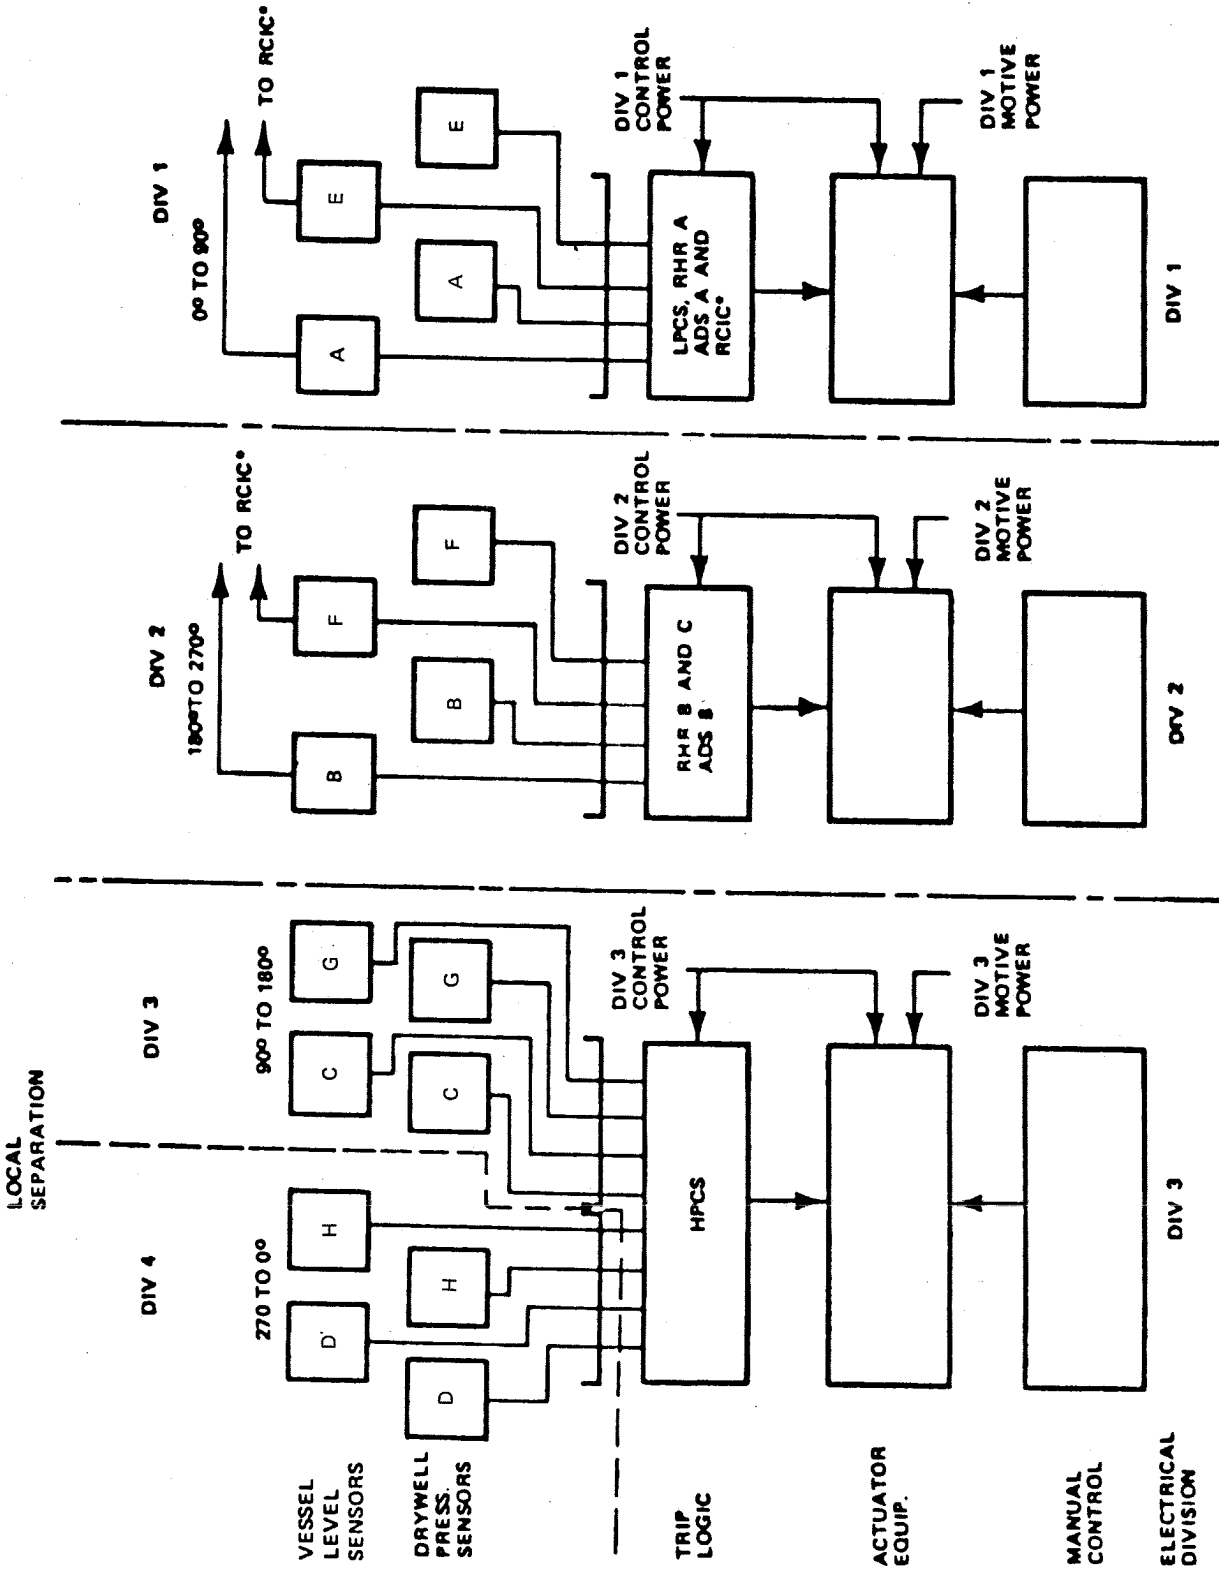 LOCAL
SEPARATION
DIV 4
DIV 3
DIV 2
DIV 1
270 TO 0°
90° TO 180°
180° TO 270°
0° TO 90°
TO RCIC*
TO RCIC*
VESSEL
LEVEL
SENSORS
D
H
C
G
B
F
A
E
DRYWELL
PRESS.
SENSORS
D
H
C
G
B
F
A
E
TRIP
LOGIC
HPCS
DIV 3
CONTROL
POWER
RHR B AND C
ADS B
DIV 2
CONTROL
POWER
LPCS, RHR A
ADS A AND
RCIC*
DIV 1
CONTROL
POWER
ACTUATOR
EQUIP.
DIV 3
MOTIVE
POWER
DIV 2
MOTIVE
POWER
DIV 1
MOTIVE
POWER
MANUAL
CONTROL
ELECTRICAL
DIVISION
DIV 3
DIV 2
DIV 1